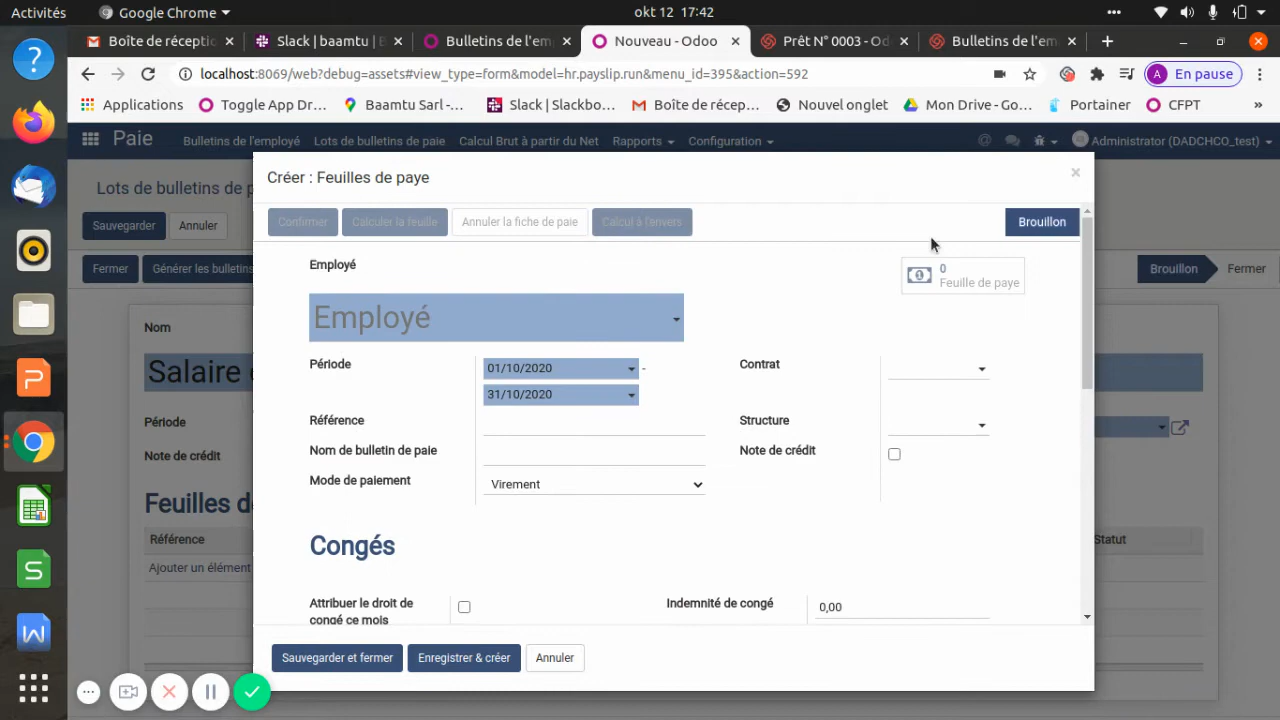 Activités
Google Chrome
okt 12 17:42
Boîte de réceptio
Slack | baamtu | B
Bulletins de l'em
Nouveau - Odoo
Prêt N° 0003 - Od
Bulletins de l'em
localhost:8069/web?debug=assets#view_type=form&model=hr.payslip.run&menu_id=395&action=592
A En pause
Applications
Toggle App Dr...
Baamtu Sarl -...
Slack | Slackbo...
Boîte de récep...
Nouvel onglet
Mon Drive - Go...
Portainer
CFPT
»
Paie
Bulletins de l'employé
Lots de bulletins de paie
Calcul Brut à partir du Net
Rapports
Configuration
Administrator (DADCHCO_test)
Lots de bulletins de p
Sauvegarder
Annuler
Fermer
Générer les bulletins
Brouillon
Fermer
Nom
Salaire
Période
Note de crédit
Feuilles d
Référence
Statut
Ajouter un élément
Créer : Feuilles de paye
×
Confirmer
Calculer la feuille
Annuler la fiche de paie
Calcul à l'envers
Brouillon
0
Feuille de paye
Employé
Employé
Période
01/10/2020 -
31/10/2020
Contrat
Référence
Structure
Nom de bulletin de paie
Note de crédit
Mode de paiement
Virement
Congés
Attribuer le droit de
congé ce mois
Indemnité de congé
0,00
Sauvegarder et fermer
Enregistrer & créer
Annuler